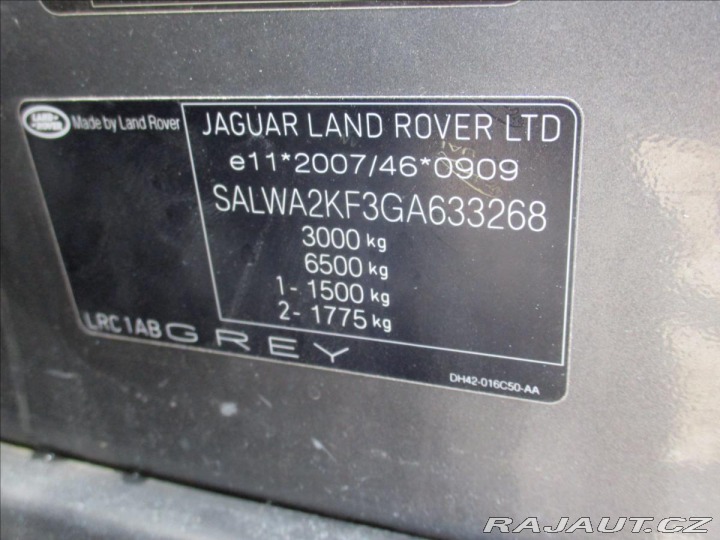 LAND-
-ROVER
Made by Land Rover
JAGUAR LAND ROVER LTD
e11*2007/46*0909
SALWA2KF3GA633268
3000 kg
6500 kg
1- 1500 kg
2- 1775 kg
LRC1AB GREY
DH42-016C50-AA
RAJAUT.CZ